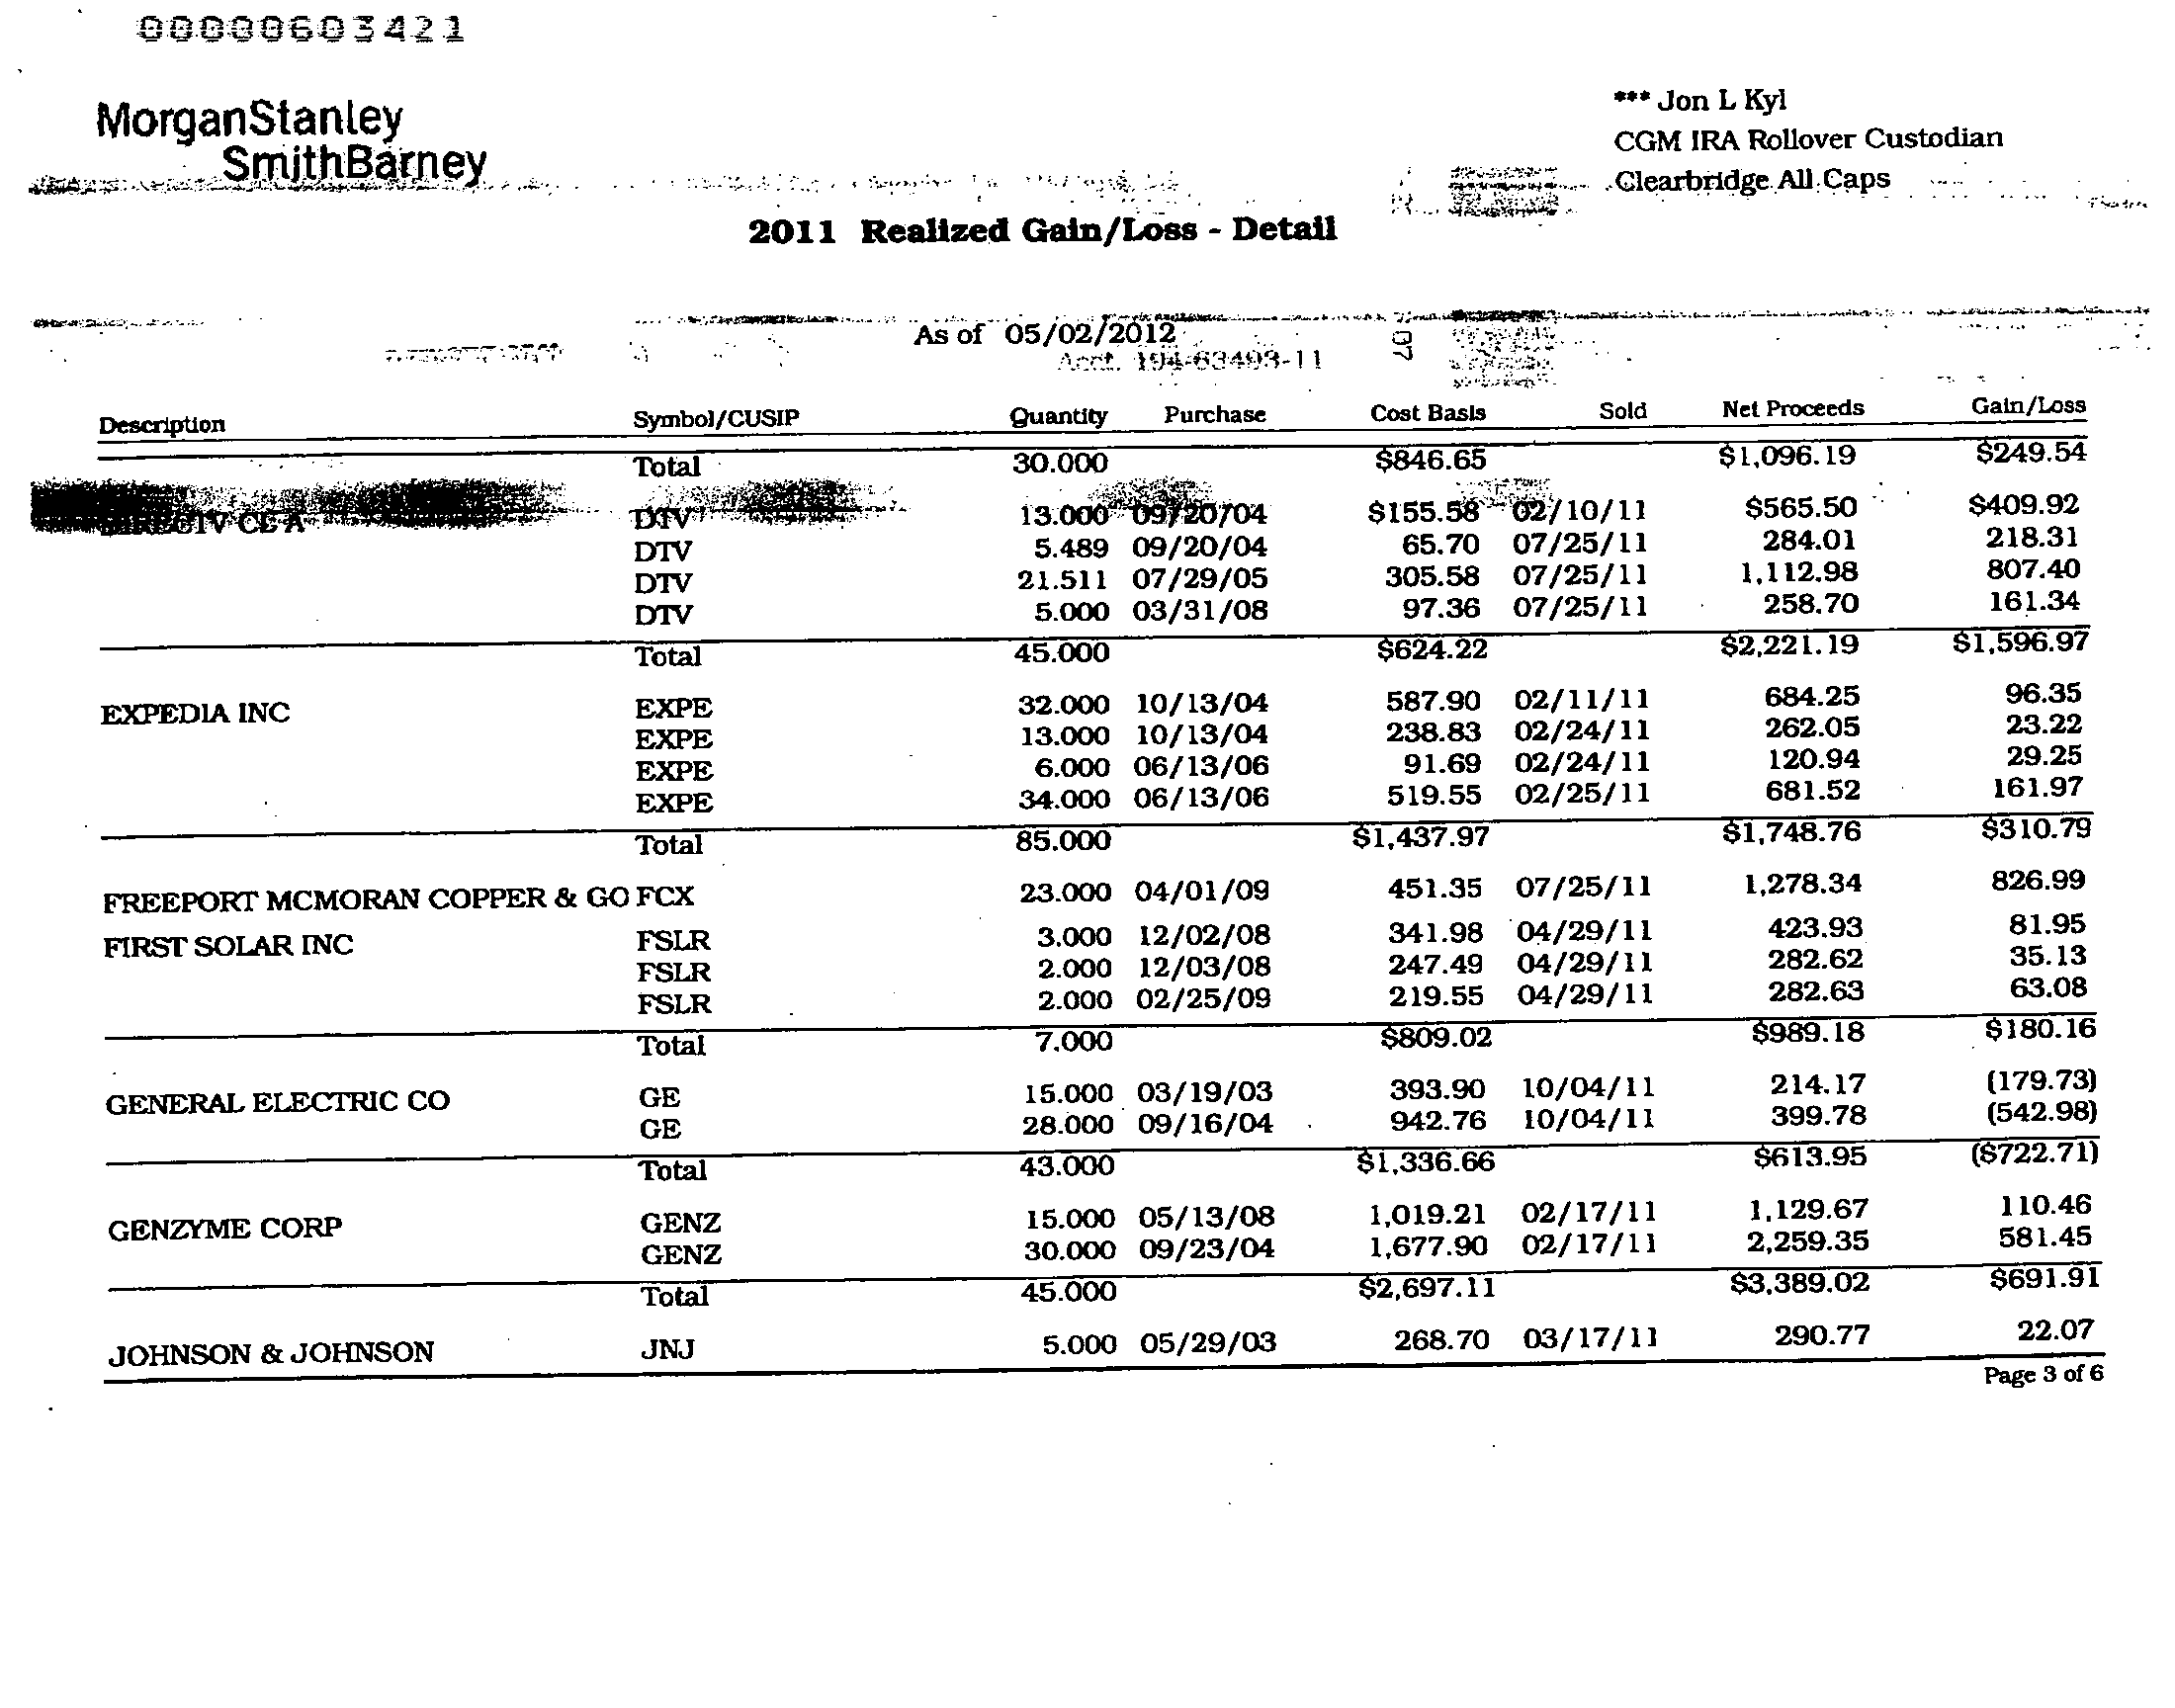 00000603421
MorganStanley
SmithBarney
*** Jon L Kyl
CGM IRA Rollover Custodian
Clearbridge All Caps
2011 Realized Gain/Loss - Detail
As of 05/02/2012
Acct. 194-63493-11
07
Description Symbol/CUSIP Quantity Purchase Cost Basis Sold Net Proceeds Gain/Loss
Total 30.000 $846.65 $1,096.19 $249.54
DIRECTV CL A DTV 13.000 09/20/04 $155.58 02/10/11 $565.50 $409.92
DTV 5.489 09/20/04 65.70 07/25/11 284.01 218.31
DTV 21.511 07/29/05 305.58 07/25/11 1,112.98 807.40
DTV 5.000 03/31/08 97.36 07/25/11 258.70 161.34
Total 45.000 $624.22 $2,221.19 $1,596.97
EXPEDIA INC EXPE 32.000 10/13/04 587.90 02/11/11 684.25 96.35
EXPE 13.000 10/13/04 238.83 02/24/11 262.05 23.22
EXPE 6.000 06/13/06 91.69 02/24/11 120.94 29.25
EXPE 34.000 06/13/06 519.55 02/25/11 681.52 161.97
Total 85.000 $1,437.97 $1,748.76 $310.79
FREEPORT MCMORAN COPPER & GO FCX 23.000 04/01/09 451.35 07/25/11 1,278.34 826.99
FIRST SOLAR INC FSLR 3.000 12/02/08 341.98 04/29/11 423.93 81.95
FSLR 2.000 12/03/08 247.49 04/29/11 282.62 35.13
FSLR 2.000 02/25/09 219.55 04/29/11 282.63 63.08
Total 7.000 $809.02 $989.18 $180.16
GENERAL ELECTRIC CO GE 15.000 03/19/03 393.90 10/04/11 214.17 (179.73)
GE 28.000 09/16/04 942.76 10/04/11 399.78 (542.98)
Total 43.000 $1,336.66 $613.95 ($722.71)
GENZYME CORP GENZ 15.000 05/13/08 1,019.21 02/17/11 1,129.67 110.46
GENZ 30.000 09/23/04 1,677.90 02/17/11 2,259.35 581.45
Total 45.000 $2,697.11 $3,389.02 $691.91
JOHNSON & JOHNSON JNJ 5.000 05/29/03 268.70 03/17/11 290.77 22.07
Page 3 of 6